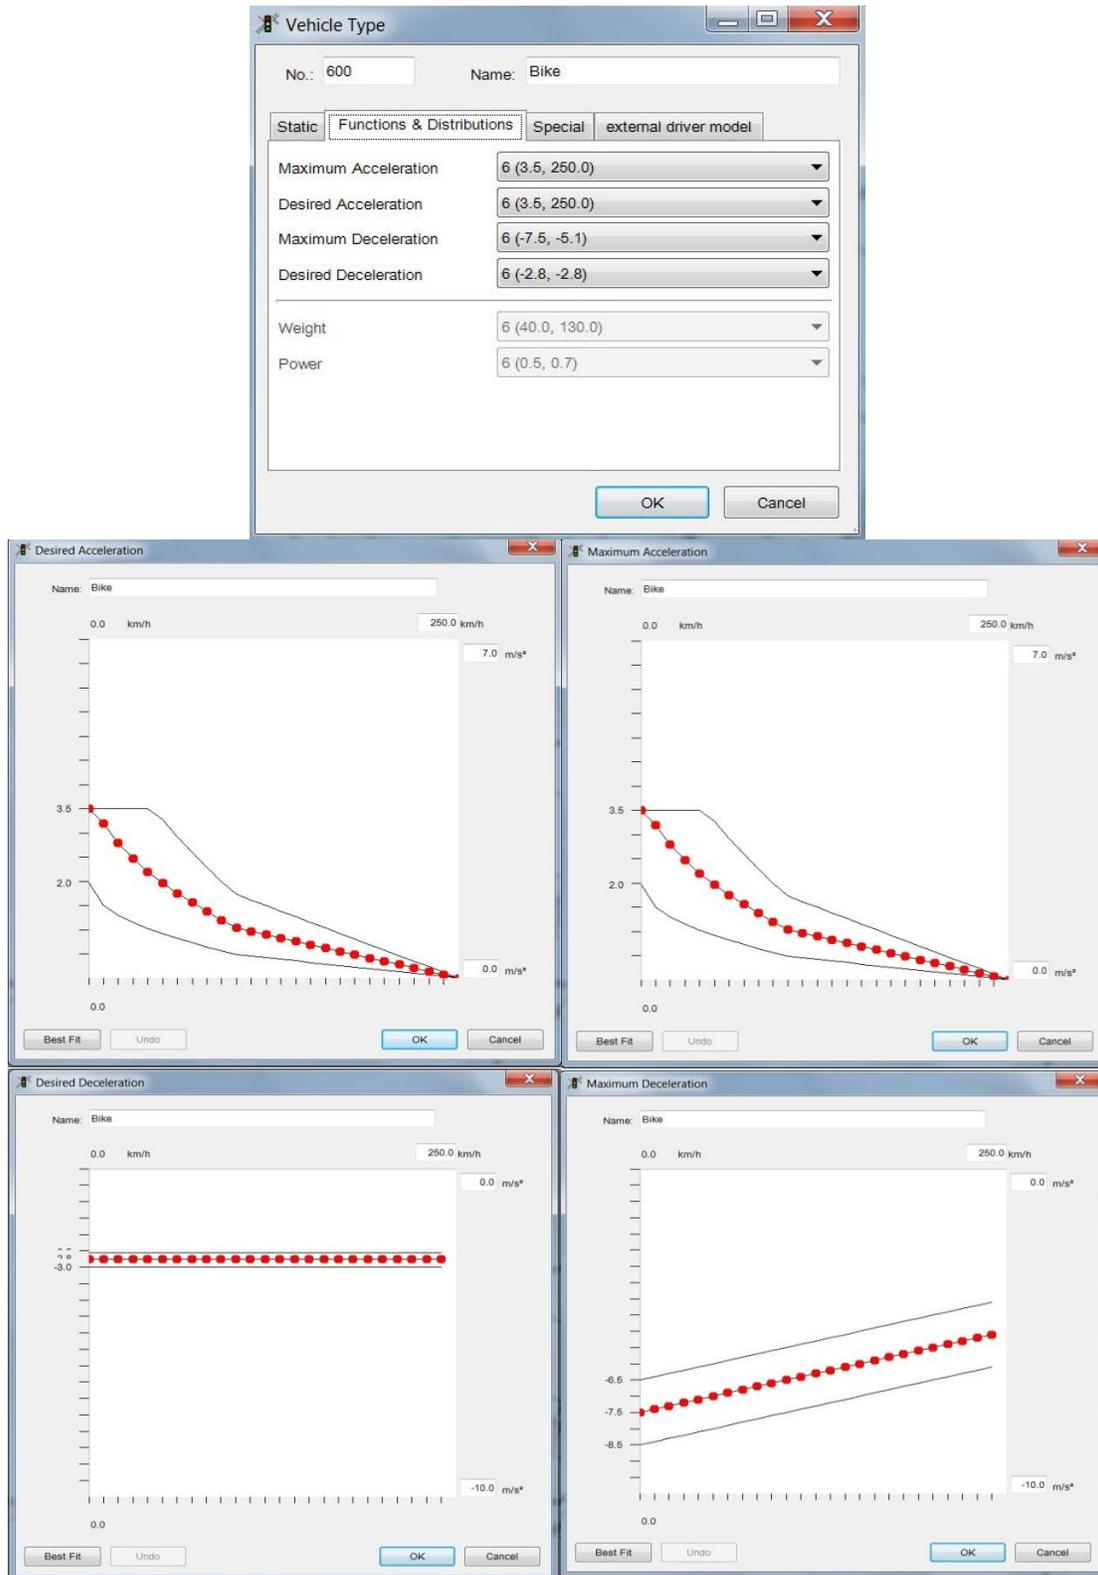 Vehicle Type
No.: 600 Name: Bike
Static Functions & Distributions Special external driver model
Maximum Acceleration 6 (3.5, 250.0)
Desired Acceleration 6 (3.5, 250.0)
Maximum Deceleration 6 (-7.5, -5.1)
Desired Deceleration 6 (-2.8, -2.8)
Weight 6 (40.0, 130.0)
Power 6 (0.5, 0.7)
OK Cancel
Desired Acceleration
Name: Bike
0.0 km/h 250.0 km/h
7.0 m/s²
3.5
2.0
0.0 m/s²
0.0
Best Fit Undo OK Cancel
Maximum Acceleration
Name: Bike
0.0 km/h 250.0 km/h
7.0 m/s²
3.5
2.0
0.0 m/s²
0.0
Best Fit Undo OK Cancel
Desired Deceleration
Name: Bike
0.0 km/h 250.0 km/h
0.0 m/s²
-3.0
-10.0 m/s²
0.0
Best Fit Undo OK Cancel
Maximum Deceleration
Name: Bike
0.0 km/h 250.0 km/h
0.0 m/s²
-6.5
-7.5
-8.5
-10.0 m/s²
0.0
Best Fit Undo OK Cancel